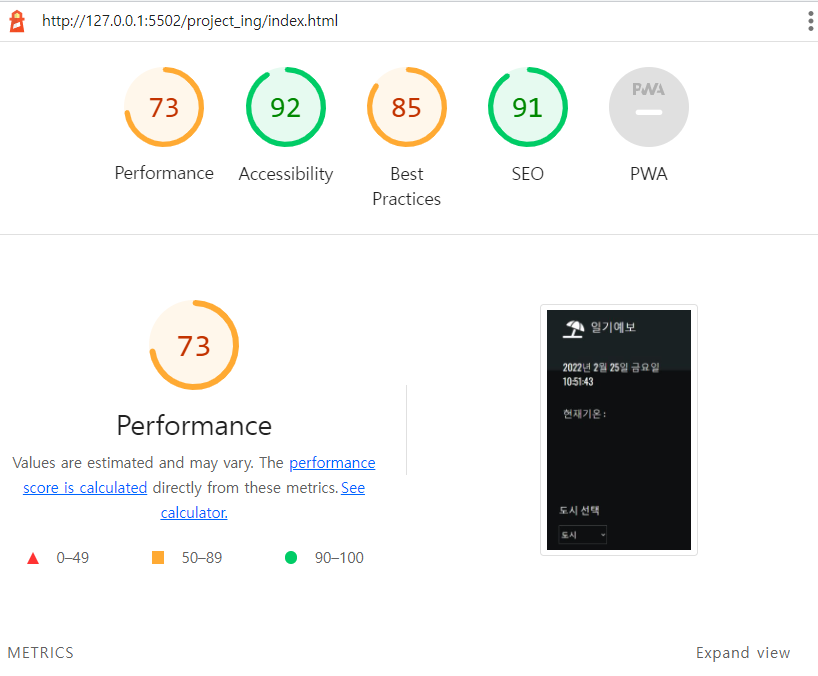 http://127.0.0.1:5502/project_ing/index.html
73
92
85
91
PWA
Performance
Accessibility
Best
Practices
SEO
PWA
73
Performance
Values are estimated and may vary. The performance
score is calculated directly from these metrics. See
calculator.
0–49
50–89
90–100
일기예보
2022년 2월 25일 금요일
10:51:43
현재기온 :
도시 선택
도시
METRICS
Expand view